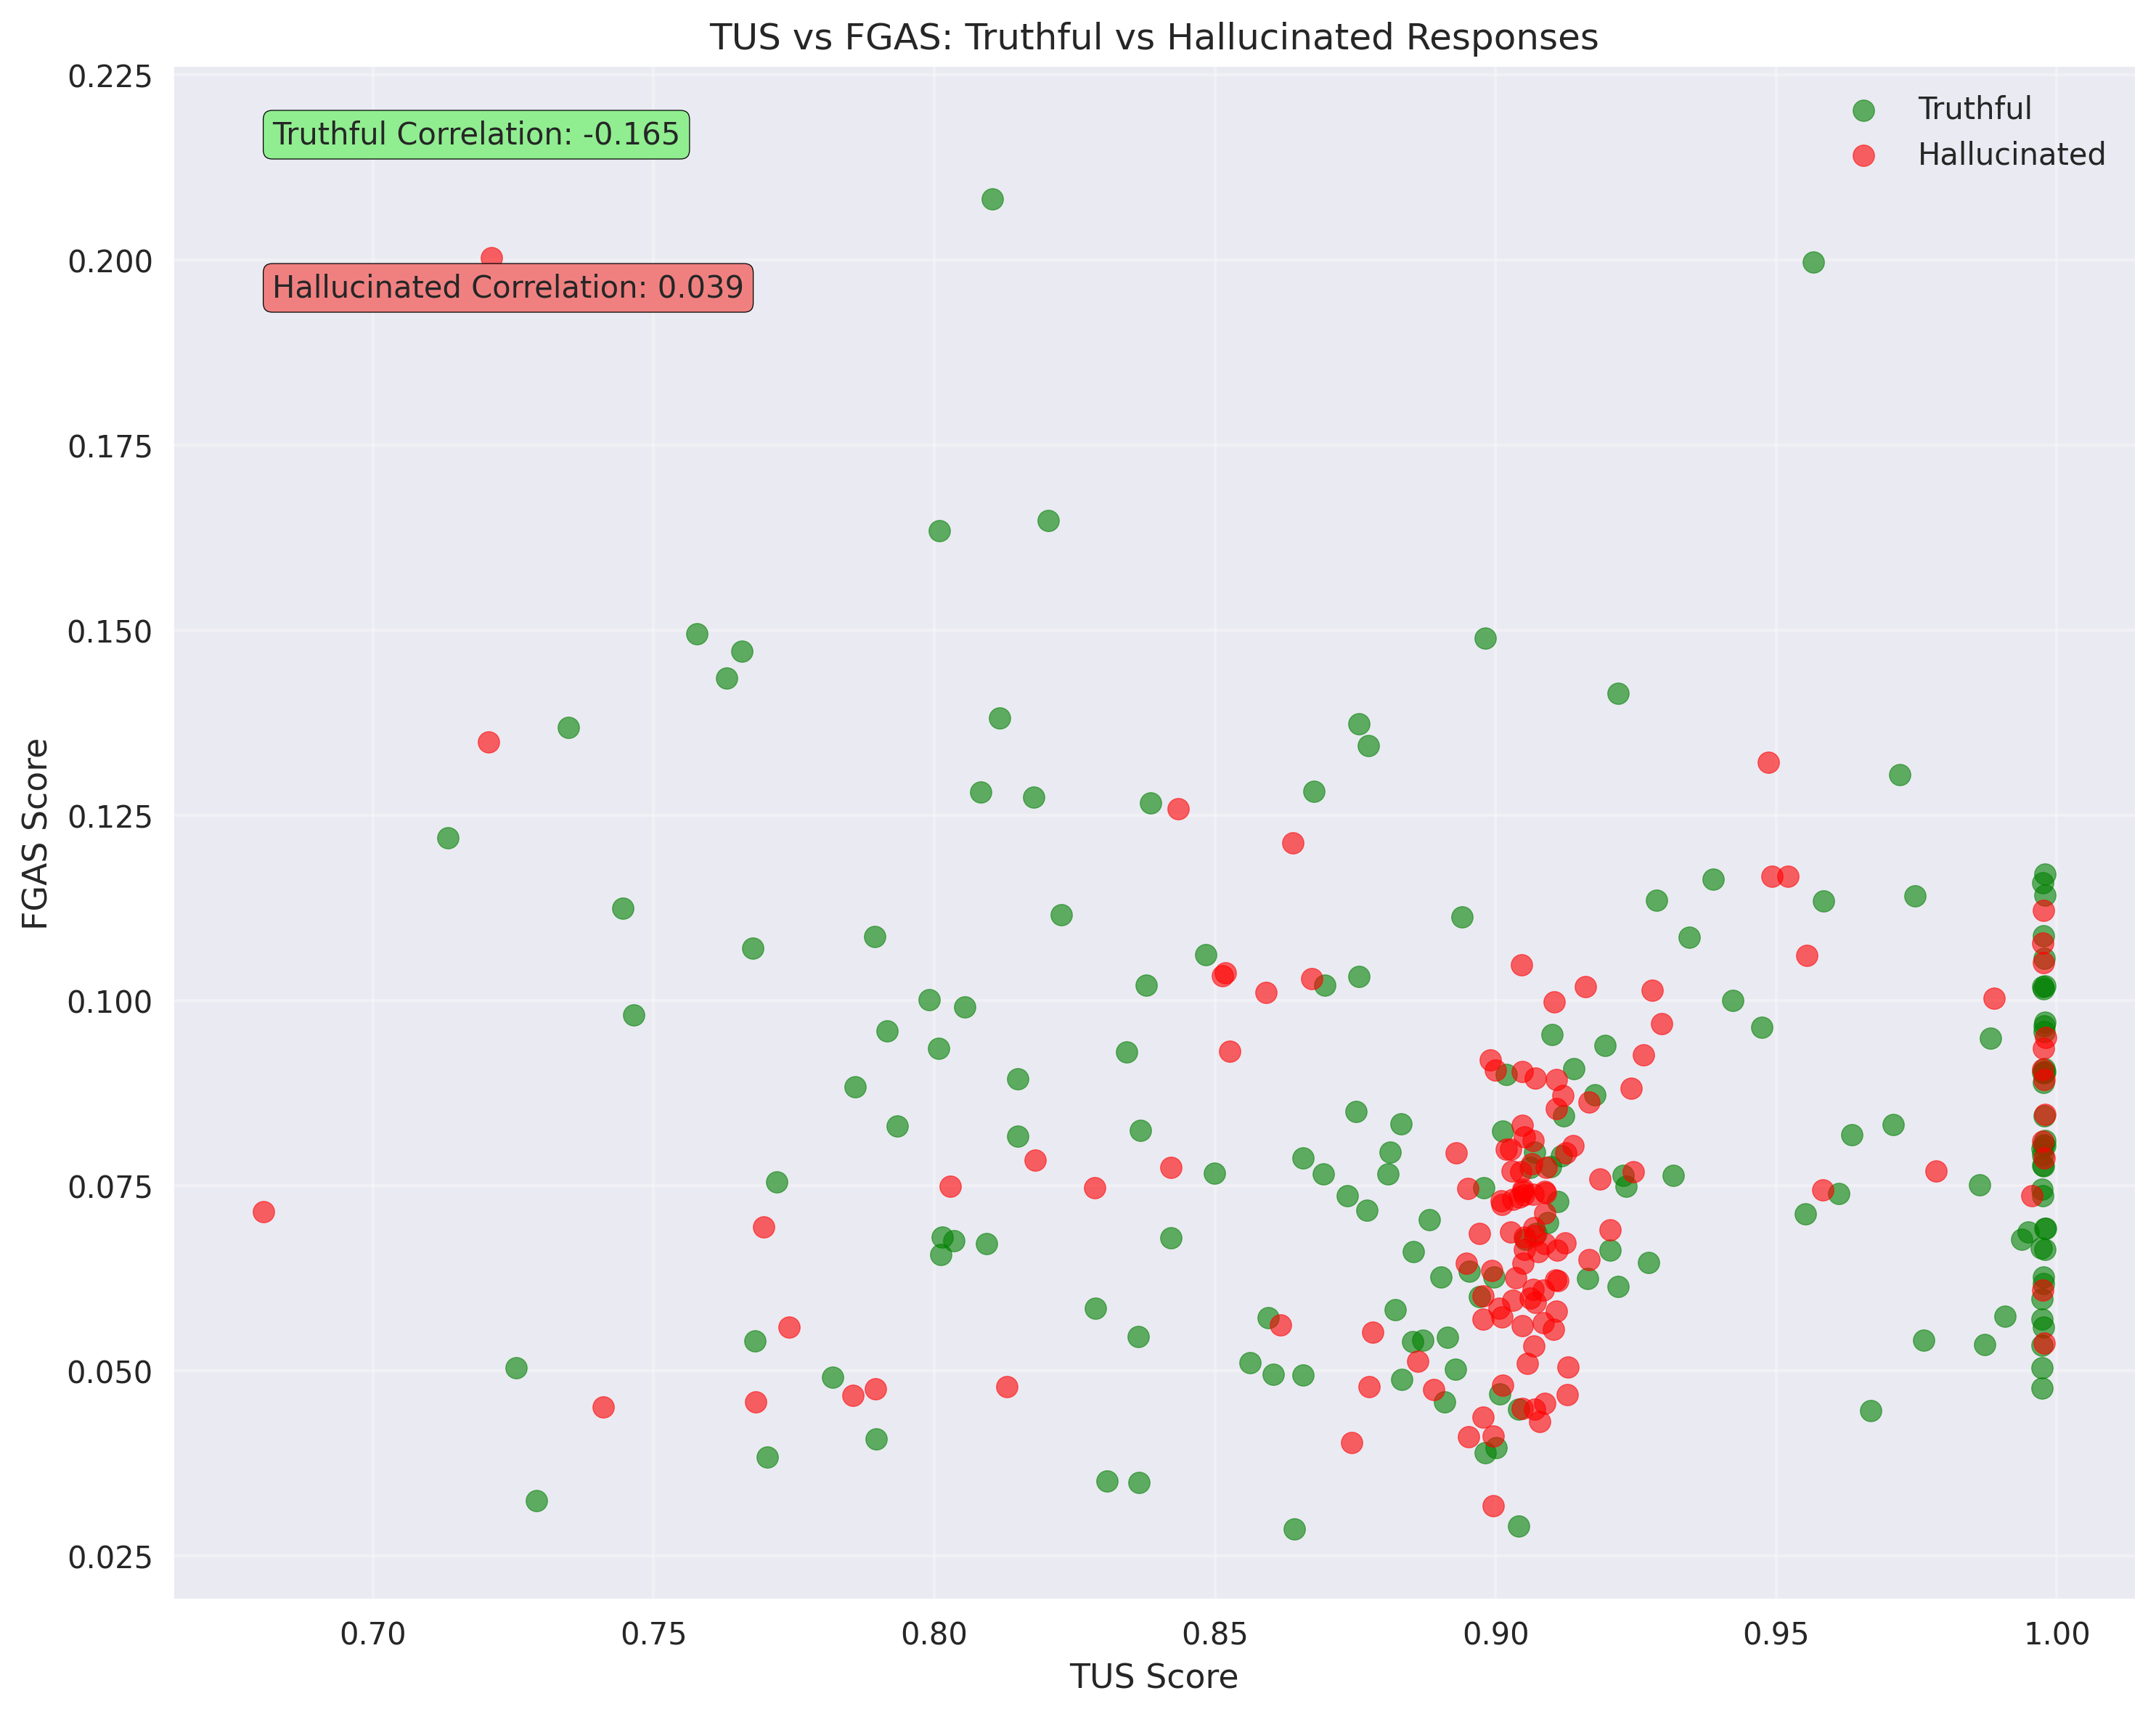 TUS vs FGAS: Truthful vs Hallucinated Responses
Truthful Correlation: -0.165
Hallucinated Correlation: 0.039
Truthful
Hallucinated
FGAS Score
0.225
0.200
0.175
0.150
0.125
0.100
0.075
0.050
0.025
0.70 0.75 0.80 0.85 0.90 0.95 1.00
TUS Score